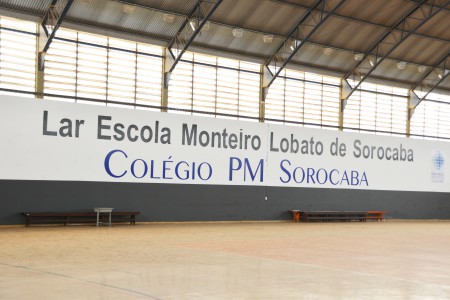 Lar Escola Monteiro Lobato de Sorocaba
COLÉGIO PM SOROCABA